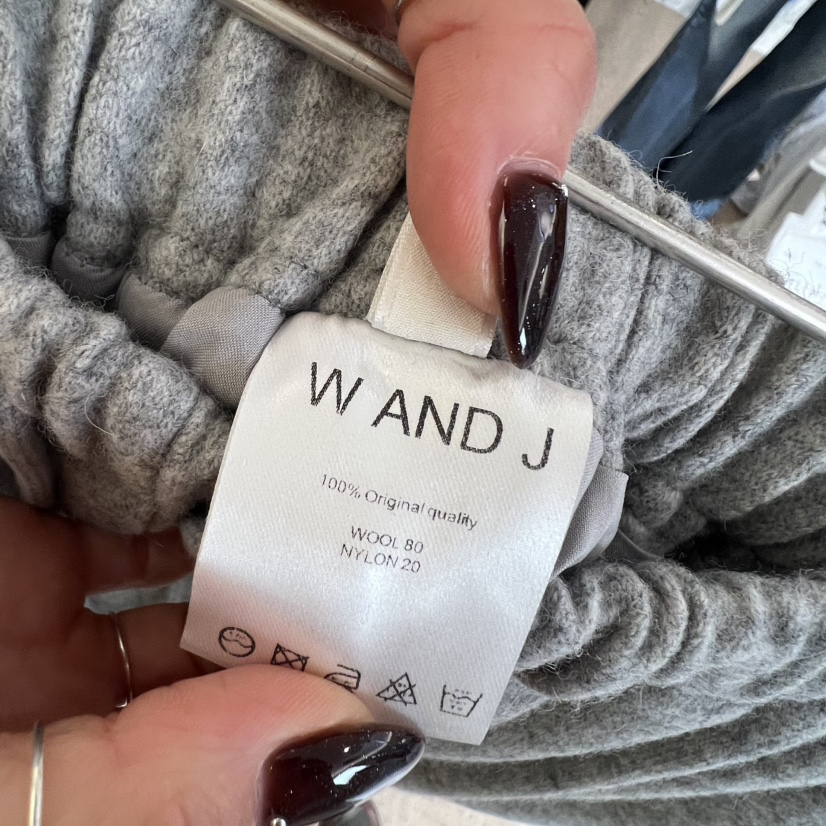 W AND J
100% Original quality
WOOL 80
NYLON 20